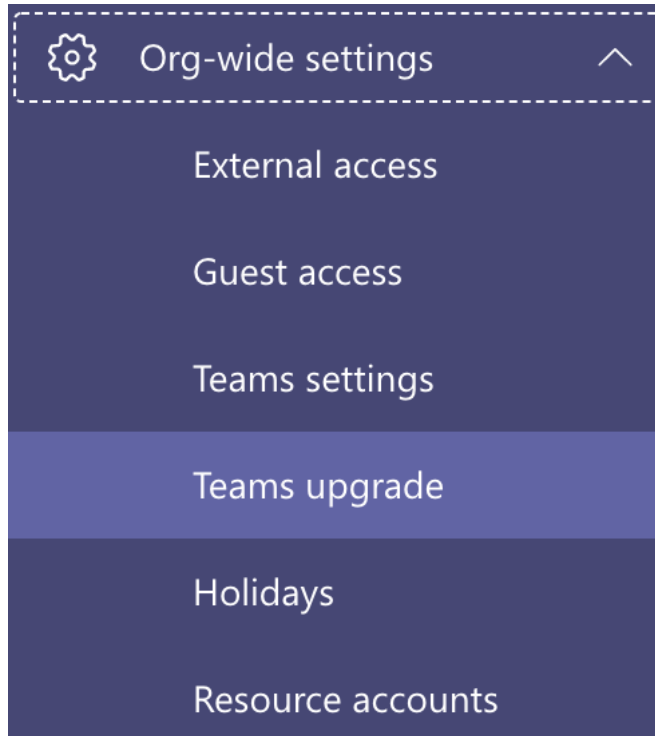 Org-wide settings
External access
Guest access
Teams settings
Teams upgrade
Holidays
Resource accounts